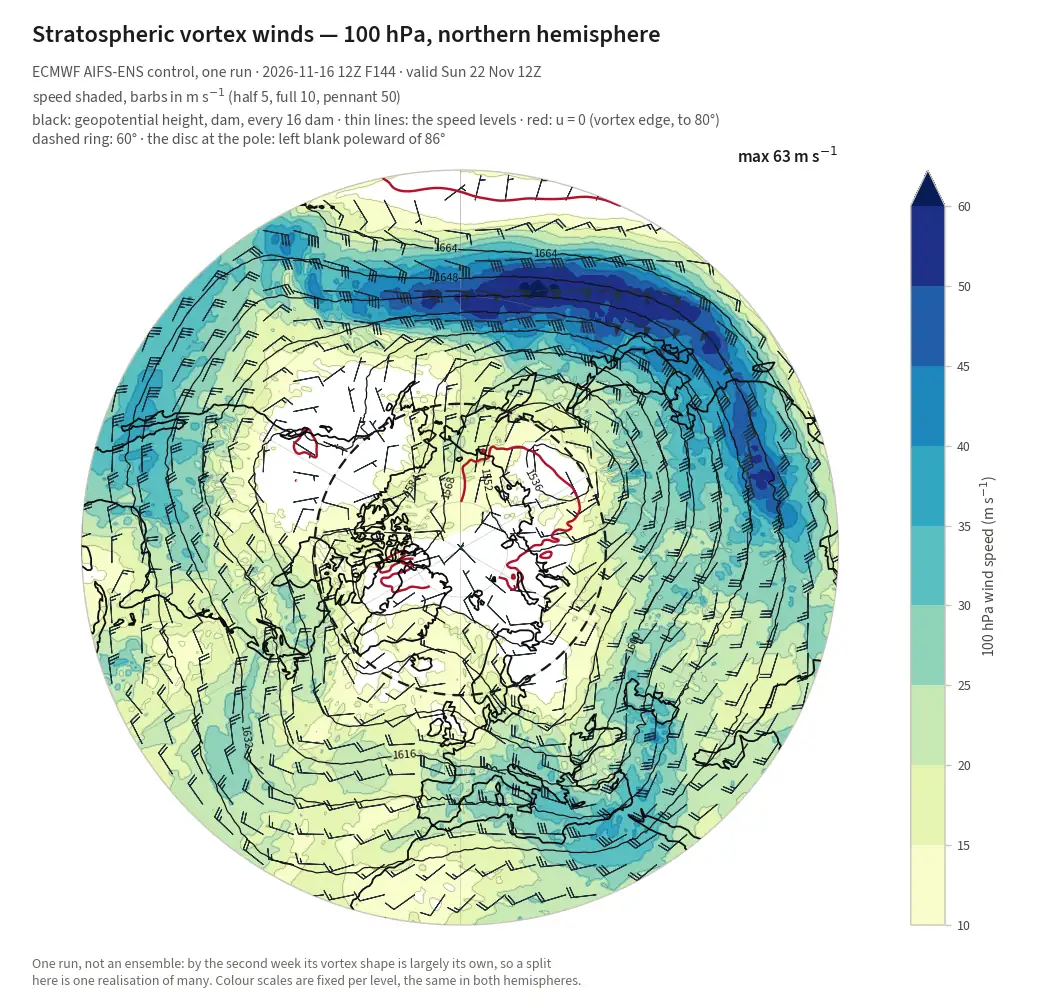 Stratospheric vortex winds — 100 hPa, northern hemisphere
ECMWF AIFS-ENS control, one run · 2026-11-16 12Z F144 · valid Sun 22 Nov 12Z
speed shaded, barbs in m s⁻¹ (half 5, full 10, pennant 50)
black: geopotential height, dam, every 16 dam · thin lines: the speed levels · red: u = 0 (vortex edge, to 80°)
dashed ring: 60° · the disc at the pole: left blank poleward of 86°
max 63 m s⁻¹
1664
1664
1648
1536
1632
1616
60
50
45
40
35
30
25
20
15
10
100 hPa wind speed (m s⁻¹)
One run, not an ensemble: by the second week its vortex shape is largely its own, so a split
here is one realisation of many. Colour scales are fixed per level, the same in both hemispheres.